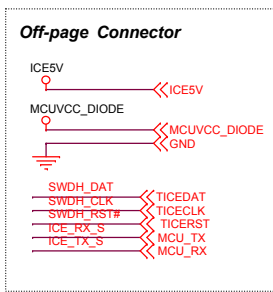 Off-page Connector
ICE5V
ICE5V
MCUVCC_DIODE
MCUVCC_DIODE
GND
SWDH_DAT TICEDAT
SWDH_CLK TICECLK
SWDH_RST# TICERST
ICE_RX_S MCU_TX
ICE_TX_S MCU_RX